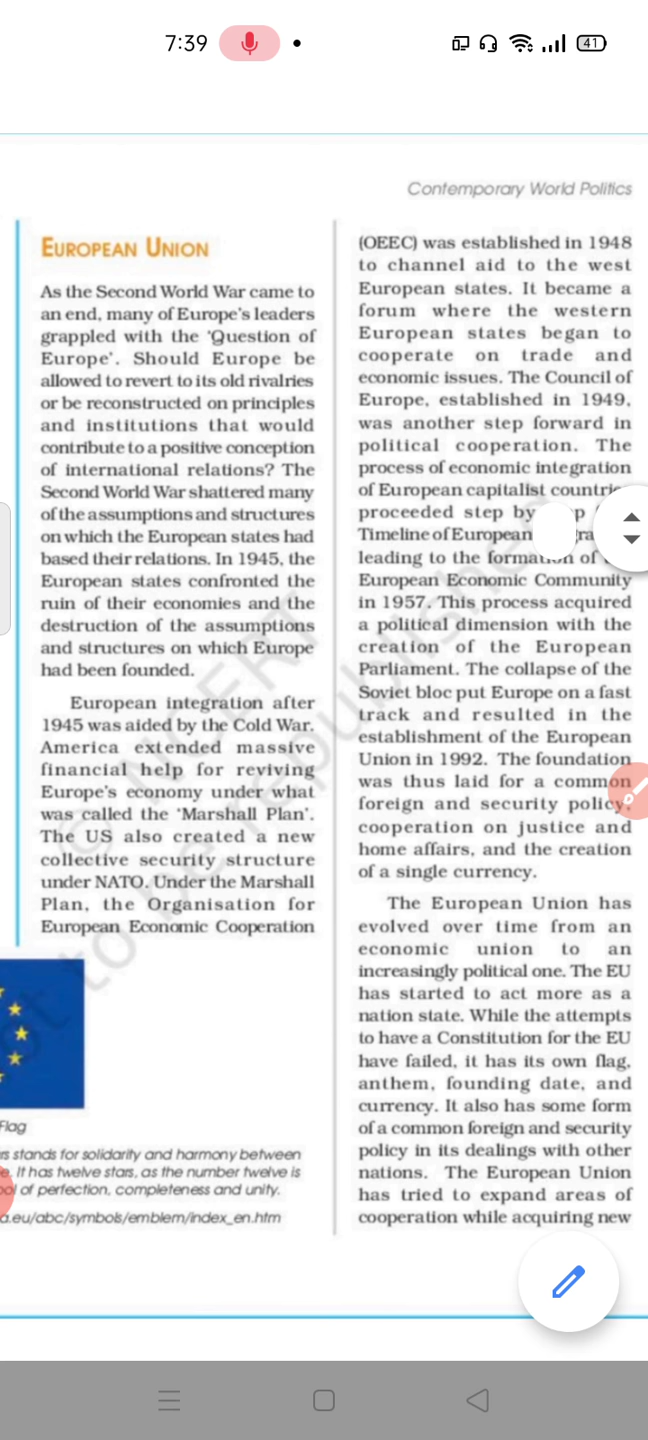 7:39
41
Contemporary World Politics
EUROPEAN UNION
As the Second World War came to
an end, many of Europe's leaders
grappled with the 'Question of
Europe'. Should Europe be
allowed to revert to its old rivalries
or be reconstructed on principles
and institutions that would
contribute to a positive conception
of international relations? The
Second World War shattered many
of the assumptions and structures
on which the European states had
based their relations. In 1945, the
European states confronted the
ruin of their economies and the
destruction of the assumptions
and structures on which Europe
had been founded.
European integration after
1945 was aided by the Cold War.
America extended massive
financial help for reviving
Europe's economy under what
was called the 'Marshall Plan'.
The US also created a new
collective security structure
under NATO. Under the Marshall
Plan, the Organisation for
European Economic Cooperation
(OEEC) was established in 1948
to channel aid to the west
European states. It became a
forum where the western
European states began to
cooperate on trade and
economic issues. The Council of
Europe, established in 1949,
was another step forward in
political cooperation. The
process of economic integration
of European capitalist
proceeded step by
Timeline of European
leading to the formation of
European Economic Community
in 1957. This process acquired
a political dimension with the
creation of the European
Parliament. The collapse of the
Soviet bloc put Europe on a fast
track and resulted in the
establishment of the European
Union in 1992. The foundation
was thus laid for a common
foreign and security policy,
cooperation on justice and
home affairs, and the creation
of a single currency.
The European Union has
evolved over time from an
economic union to an
increasingly political one. The EU
has started to act more as a
nation state. While the attempts
to have a Constitution for the EU
have failed, it has its own flag,
anthem, founding date, and
currency. It also has some form
of a common foreign and security
policy in its dealings with other
nations. The European Union
has tried to expand areas of
cooperation while acquiring new
Flag
rs stands for solidarity and harmony between
e. It has twelve stars, as the number twelve is
ol of perfection, completeness and unity.
a.eu/abc/symbols/emblem/index_en.htm
© NCERT
not to be republished